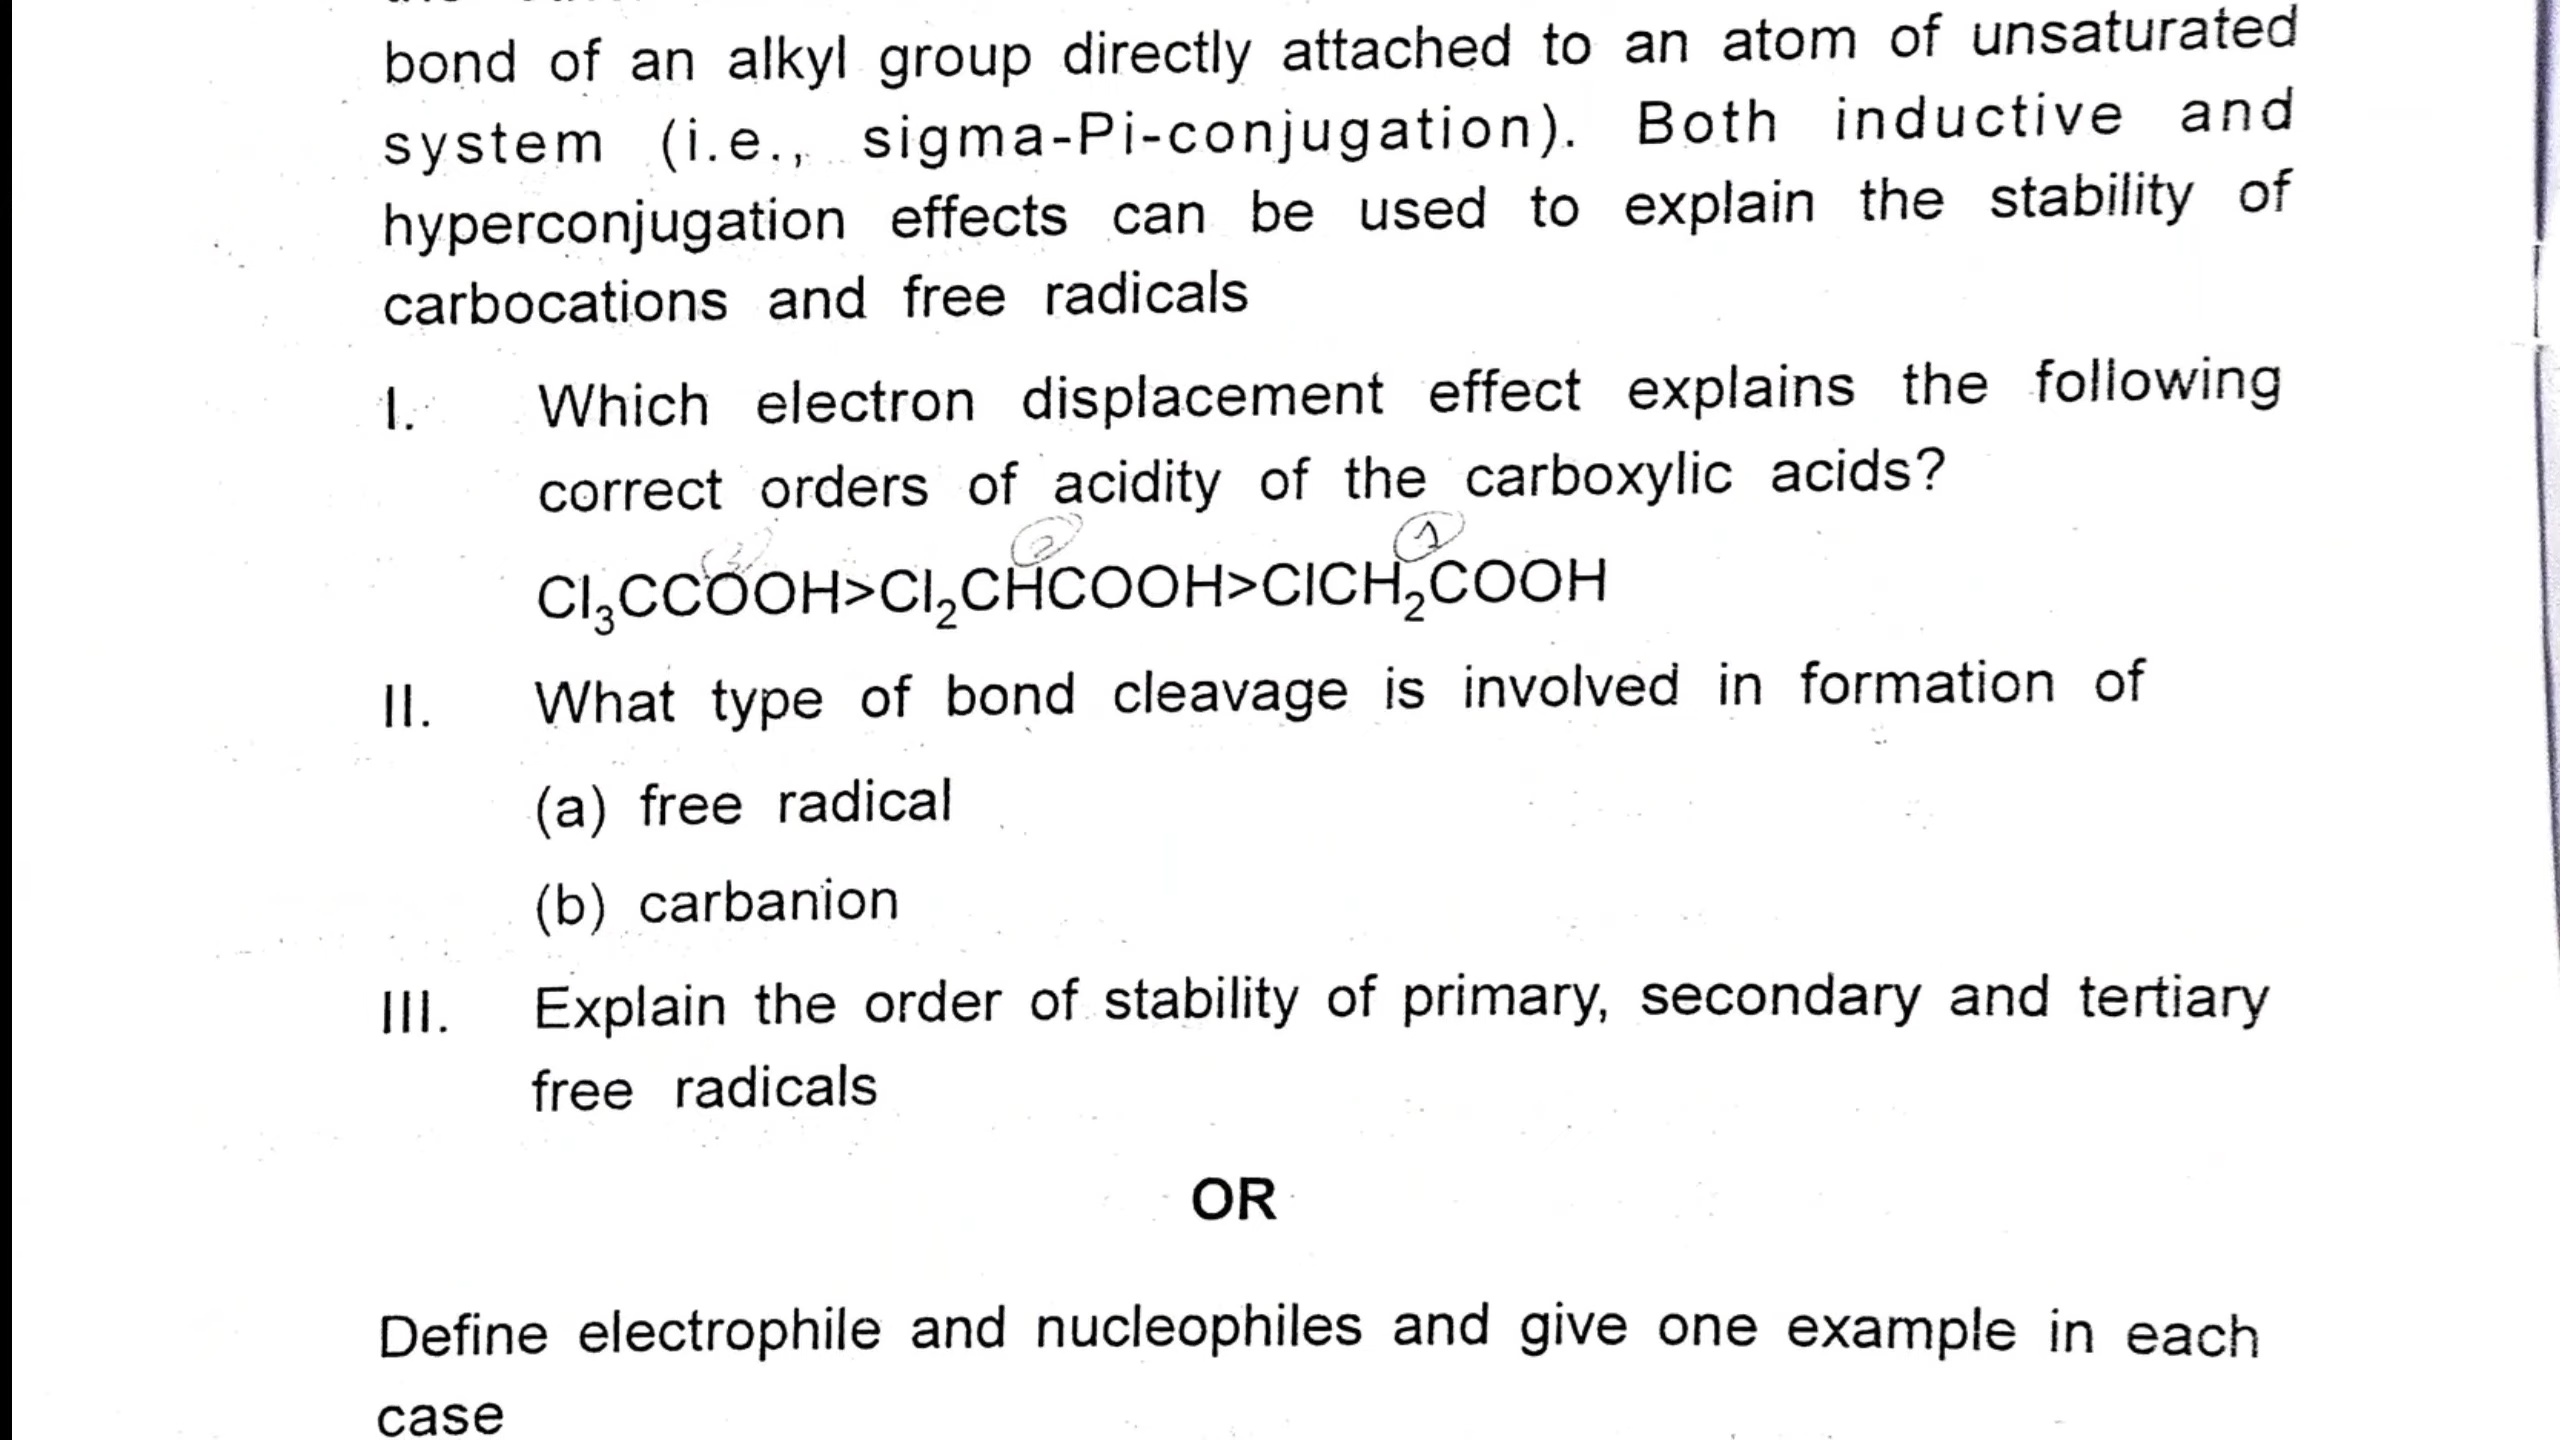 bond of an alkyl group directly attached to an atom of unsaturated
system (i.e., sigma-Pi-conjugation). Both inductive and
hyperconjugation effects can be used to explain the stability of
carbocations and free radicals
I. Which electron displacement effect explains the following
correct orders of acidity of the carboxylic acids?
3 2 1
Cl₃CCOOH>Cl₂CHCOOH>ClCH₂COOH
II. What type of bond cleavage is involved in formation of
(a) free radical
(b) carbanion
III. Explain the order of stability of primary, secondary and tertiary
free radicals
OR
Define electrophile and nucleophiles and give one example in each
case